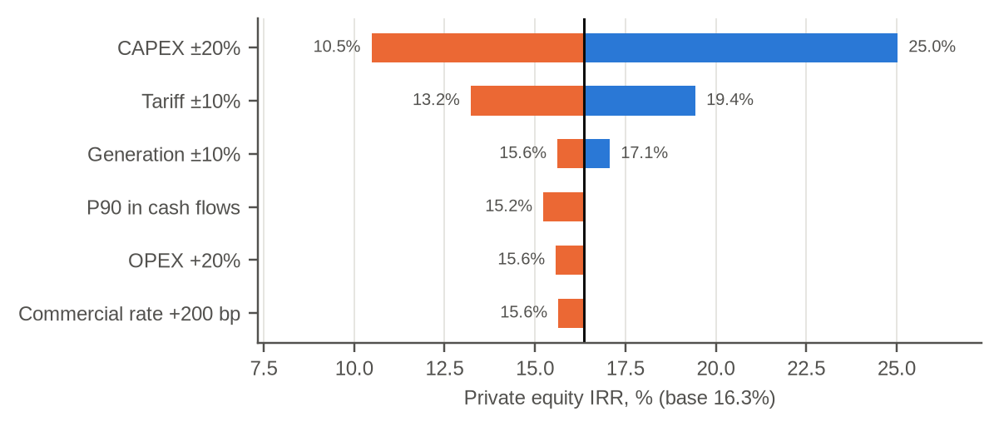 CAPEX ±20%
10.5%
25.0%
Tariff ±10%
13.2%
19.4%
Generation ±10%
15.6%
17.1%
P90 in cash flows
15.2%
OPEX +20%
15.6%
Commercial rate +200 bp
15.6%
7.5 10.0 12.5 15.0 17.5 20.0 22.5 25.0
Private equity IRR, % (base 16.3%)